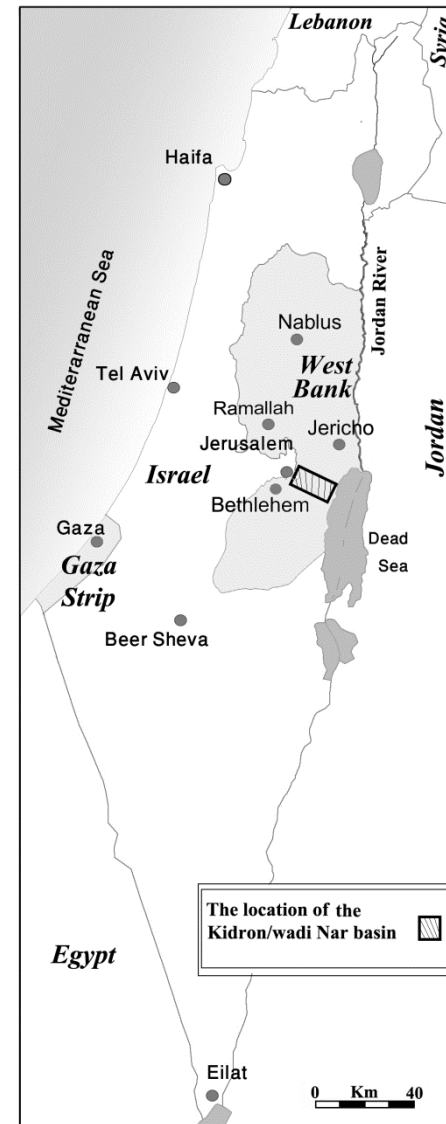 Lebanon
Syria
Haifa
Mediterarranean Sea
Jordan River
Nablus
West
Bank
Tel Aviv
Ramallah
Jerusalem
Jericho
Jordan
Israel
Bethlehem
Gaza
Gaza
Strip
Dead
Sea
Beer Sheva
The location of the
Kidron/wadi Nar basin
Egypt
Eilat
Km
0 40